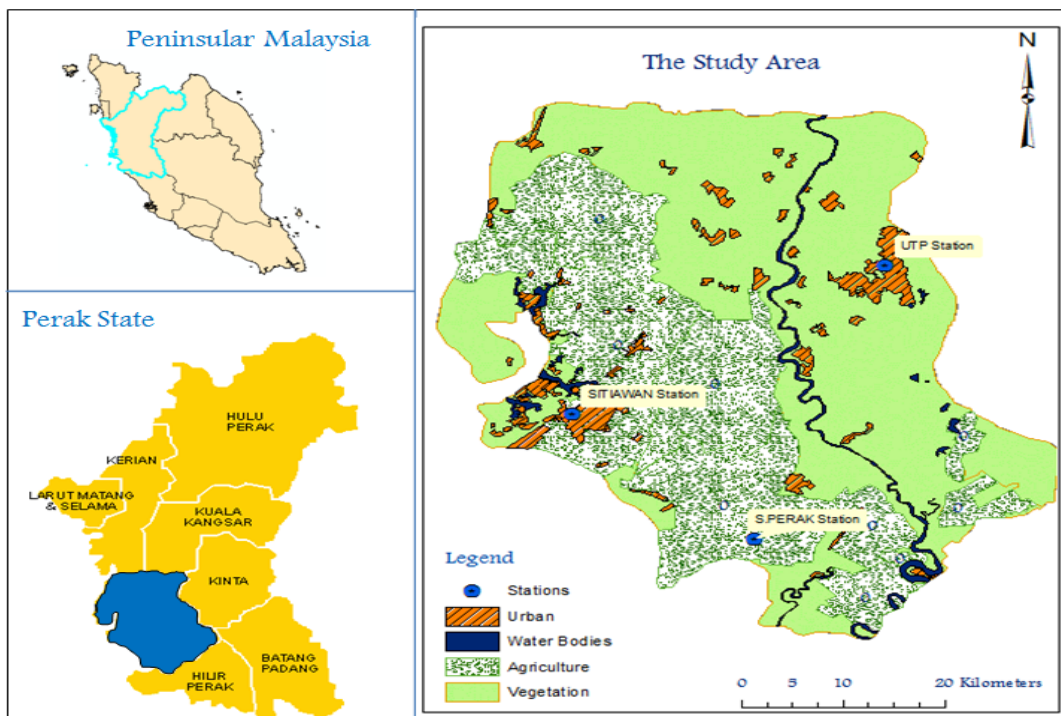 Peninsular Malaysia
Perak State
HULU
PERAK
KERIAN
LARUT MATANG
& SELAMA
KUALA
KANGSAR
KINTA
BATANG
PADANG
HILIR
PERAK
The Study Area
N
UTP Station
SITIAWAN Station
S.PERAK Station
Legend
Stations
Urban
Water Bodies
Agriculture
Vegetation
0 5 10 20 Kilometers